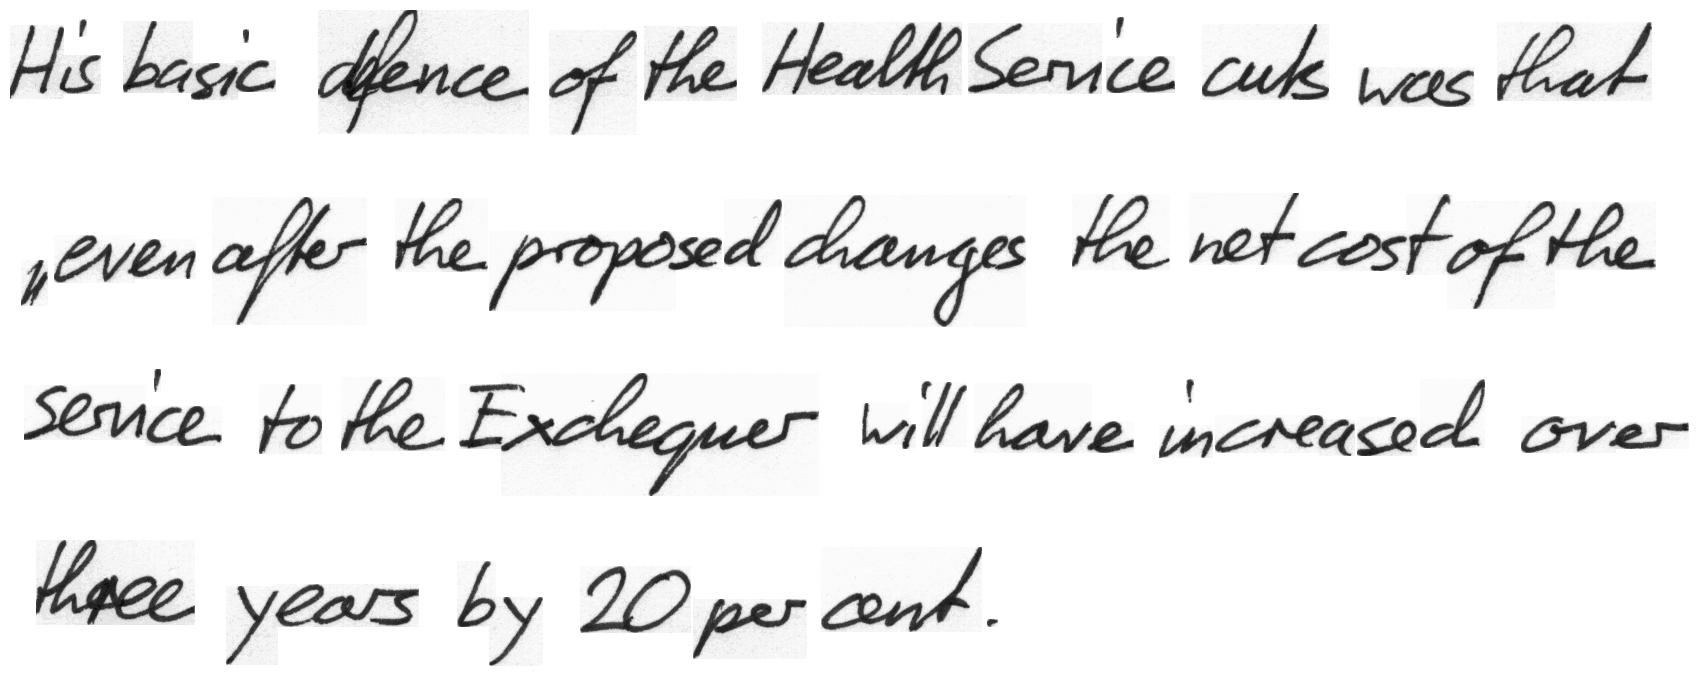 His basic defence of the Health Service cuts was that
„even after the proposed changes the net cost of the
service to the Exchequer will have increased over
three years by 20 per cent.